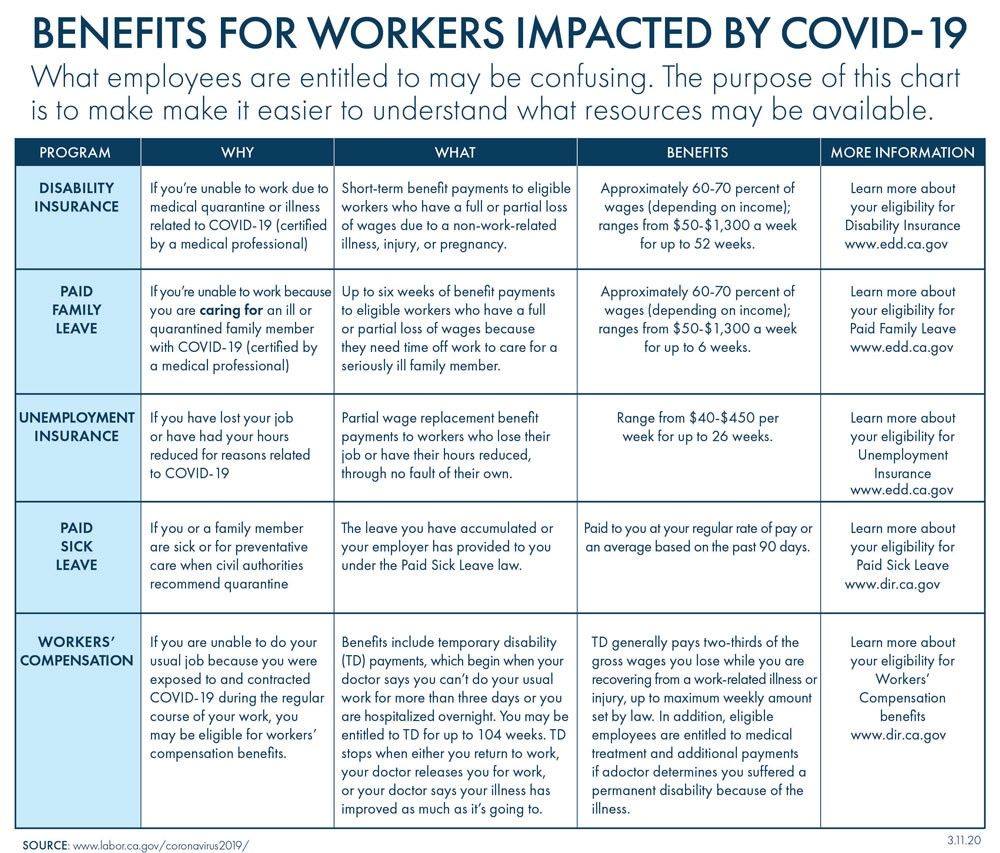 BENEFITS FOR WORKERS IMPACTED BY COVID-19
What employees are entitled to may be confusing. The purpose of this chart
is to make make it easier to understand what resources may be available.
PROGRAM
WHY
WHAT
BENEFITS
MORE INFORMATION
DISABILITY
INSURANCE
If you're unable to work due to
medical quarantine or illness
related to COVID-19 (certified
by a medical professional)
Short-term benefit payments to eligible
workers who have a full or partial loss
of wages due to a non-work-related
illness, injury, or pregnancy.
Approximately 60-70 percent of
wages (depending on income);
ranges from $50-$1,300 a week
for up to 52 weeks.
Learn more about
your eligibility for
Disability Insurance
www.edd.ca.gov
PAID
FAMILY
LEAVE
If you're unable to work because
you are caring for an ill or
quarantined family member
with COVID-19 (certified by
a medical professional)
Up to six weeks of benefit payments
to eligible workers who have a full
or partial loss of wages because
they need time off work to care for a
seriously ill family member.
Approximately 60-70 percent of
wages (depending on income);
ranges from $50-$1,300 a week
for up to 6 weeks.
Learn more about
your eligibility for
Paid Family Leave
www.edd.ca.gov
UNEMPLOYMENT
INSURANCE
If you have lost your job
or have had your hours
reduced for reasons related
to COVID-19
Partial wage replacement benefit
payments to workers who lose their
job or have their hours reduced,
through no fault of their own.
Range from $40-$450 per
week for up to 26 weeks.
Learn more about
your eligibility for
Unemployment
Insurance
www.edd.ca.gov
PAID
SICK
LEAVE
If you or a family member
are sick or for preventative
care when civil authorities
recommend quarantine
The leave you have accumulated or
your employer has provided to you
under the Paid Sick Leave law.
Paid to you at your regular rate of pay or
an average based on the past 90 days.
Learn more about
your eligibility for
Paid Sick Leave
www.dir.ca.gov
WORKERS'
COMPENSATION
If you are unable to do your
usual job because you were
exposed to and contracted
COVID-19 during the regular
course of your work, you
may be eligible for workers'
compensation benefits.
Benefits include temporary disability
(TD) payments, which begin when your
doctor says you can't do your usual
work for more than three days or you
are hospitalized overnight. You may be
entitled to TD for up to 104 weeks. TD
stops when either you return to work,
your doctor releases you for work,
or your doctor says your illness has
improved as much as it's going to.
TD generally pays two-thirds of the
gross wages you lose while you are
recovering from a work-related illness or
injury, up to maximum weekly amount
set by law. In addition, eligible
employees are entitled to medical
treatment and additional payments
if adoctor determines you suffered a
permanent disability because of the
illness.
Learn more about
your eligibility for
Workers'
Compensation
benefits
www.dir.ca.gov
SOURCE: www.labor.ca.gov/coronavirus2019/
3.11.20